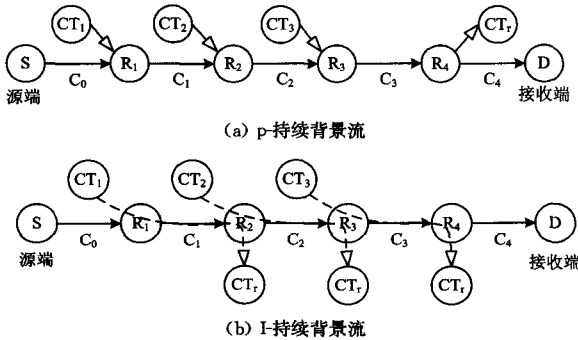 CT₁ CT₂ CT₃ CTᵣ
S R₁ R₂ R₃ R₄ D
C₀ C₁ C₂ C₃ C₄
源端 接收端
(a) p-持续背景流
CT₁ CT₂ CT₃
S R₁ R₂ R₃ R₄ D
C₀ C₁ C₂ C₃ C₄
源端 接收端
CTᵣ CTᵣ CTᵣ
(b) I-持续背景流